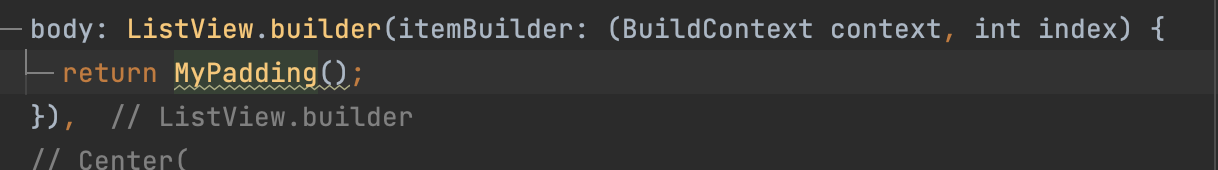 body: ListView.builder(itemBuilder: (BuildContext context, int index) {
return MyPadding();
}), // ListView.builder
// Center(